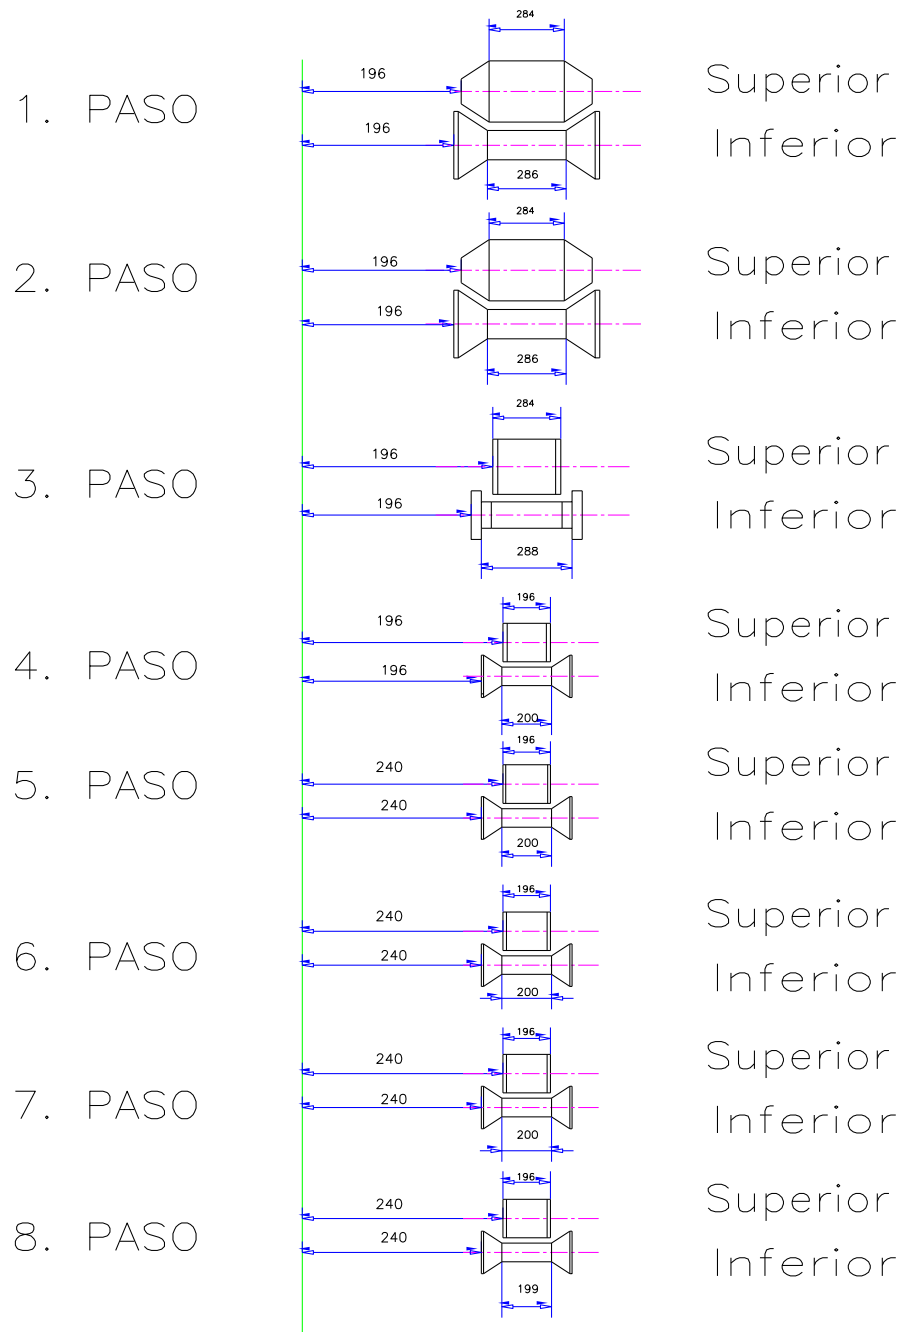 284
196
Superior
1. PASO
196
Inferior
286
284
196
Superior
2. PASO
196
Inferior
286
284
196
Superior
3. PASO
196
Inferior
288
196
196
Superior
4. PASO
196
Inferior
200
196
240
Superior
5. PASO
240
Inferior
200
196
240
Superior
6. PASO
240
Inferior
200
196
240
Superior
7. PASO
240
Inferior
200
196
240
Superior
8. PASO
240
Inferior
199